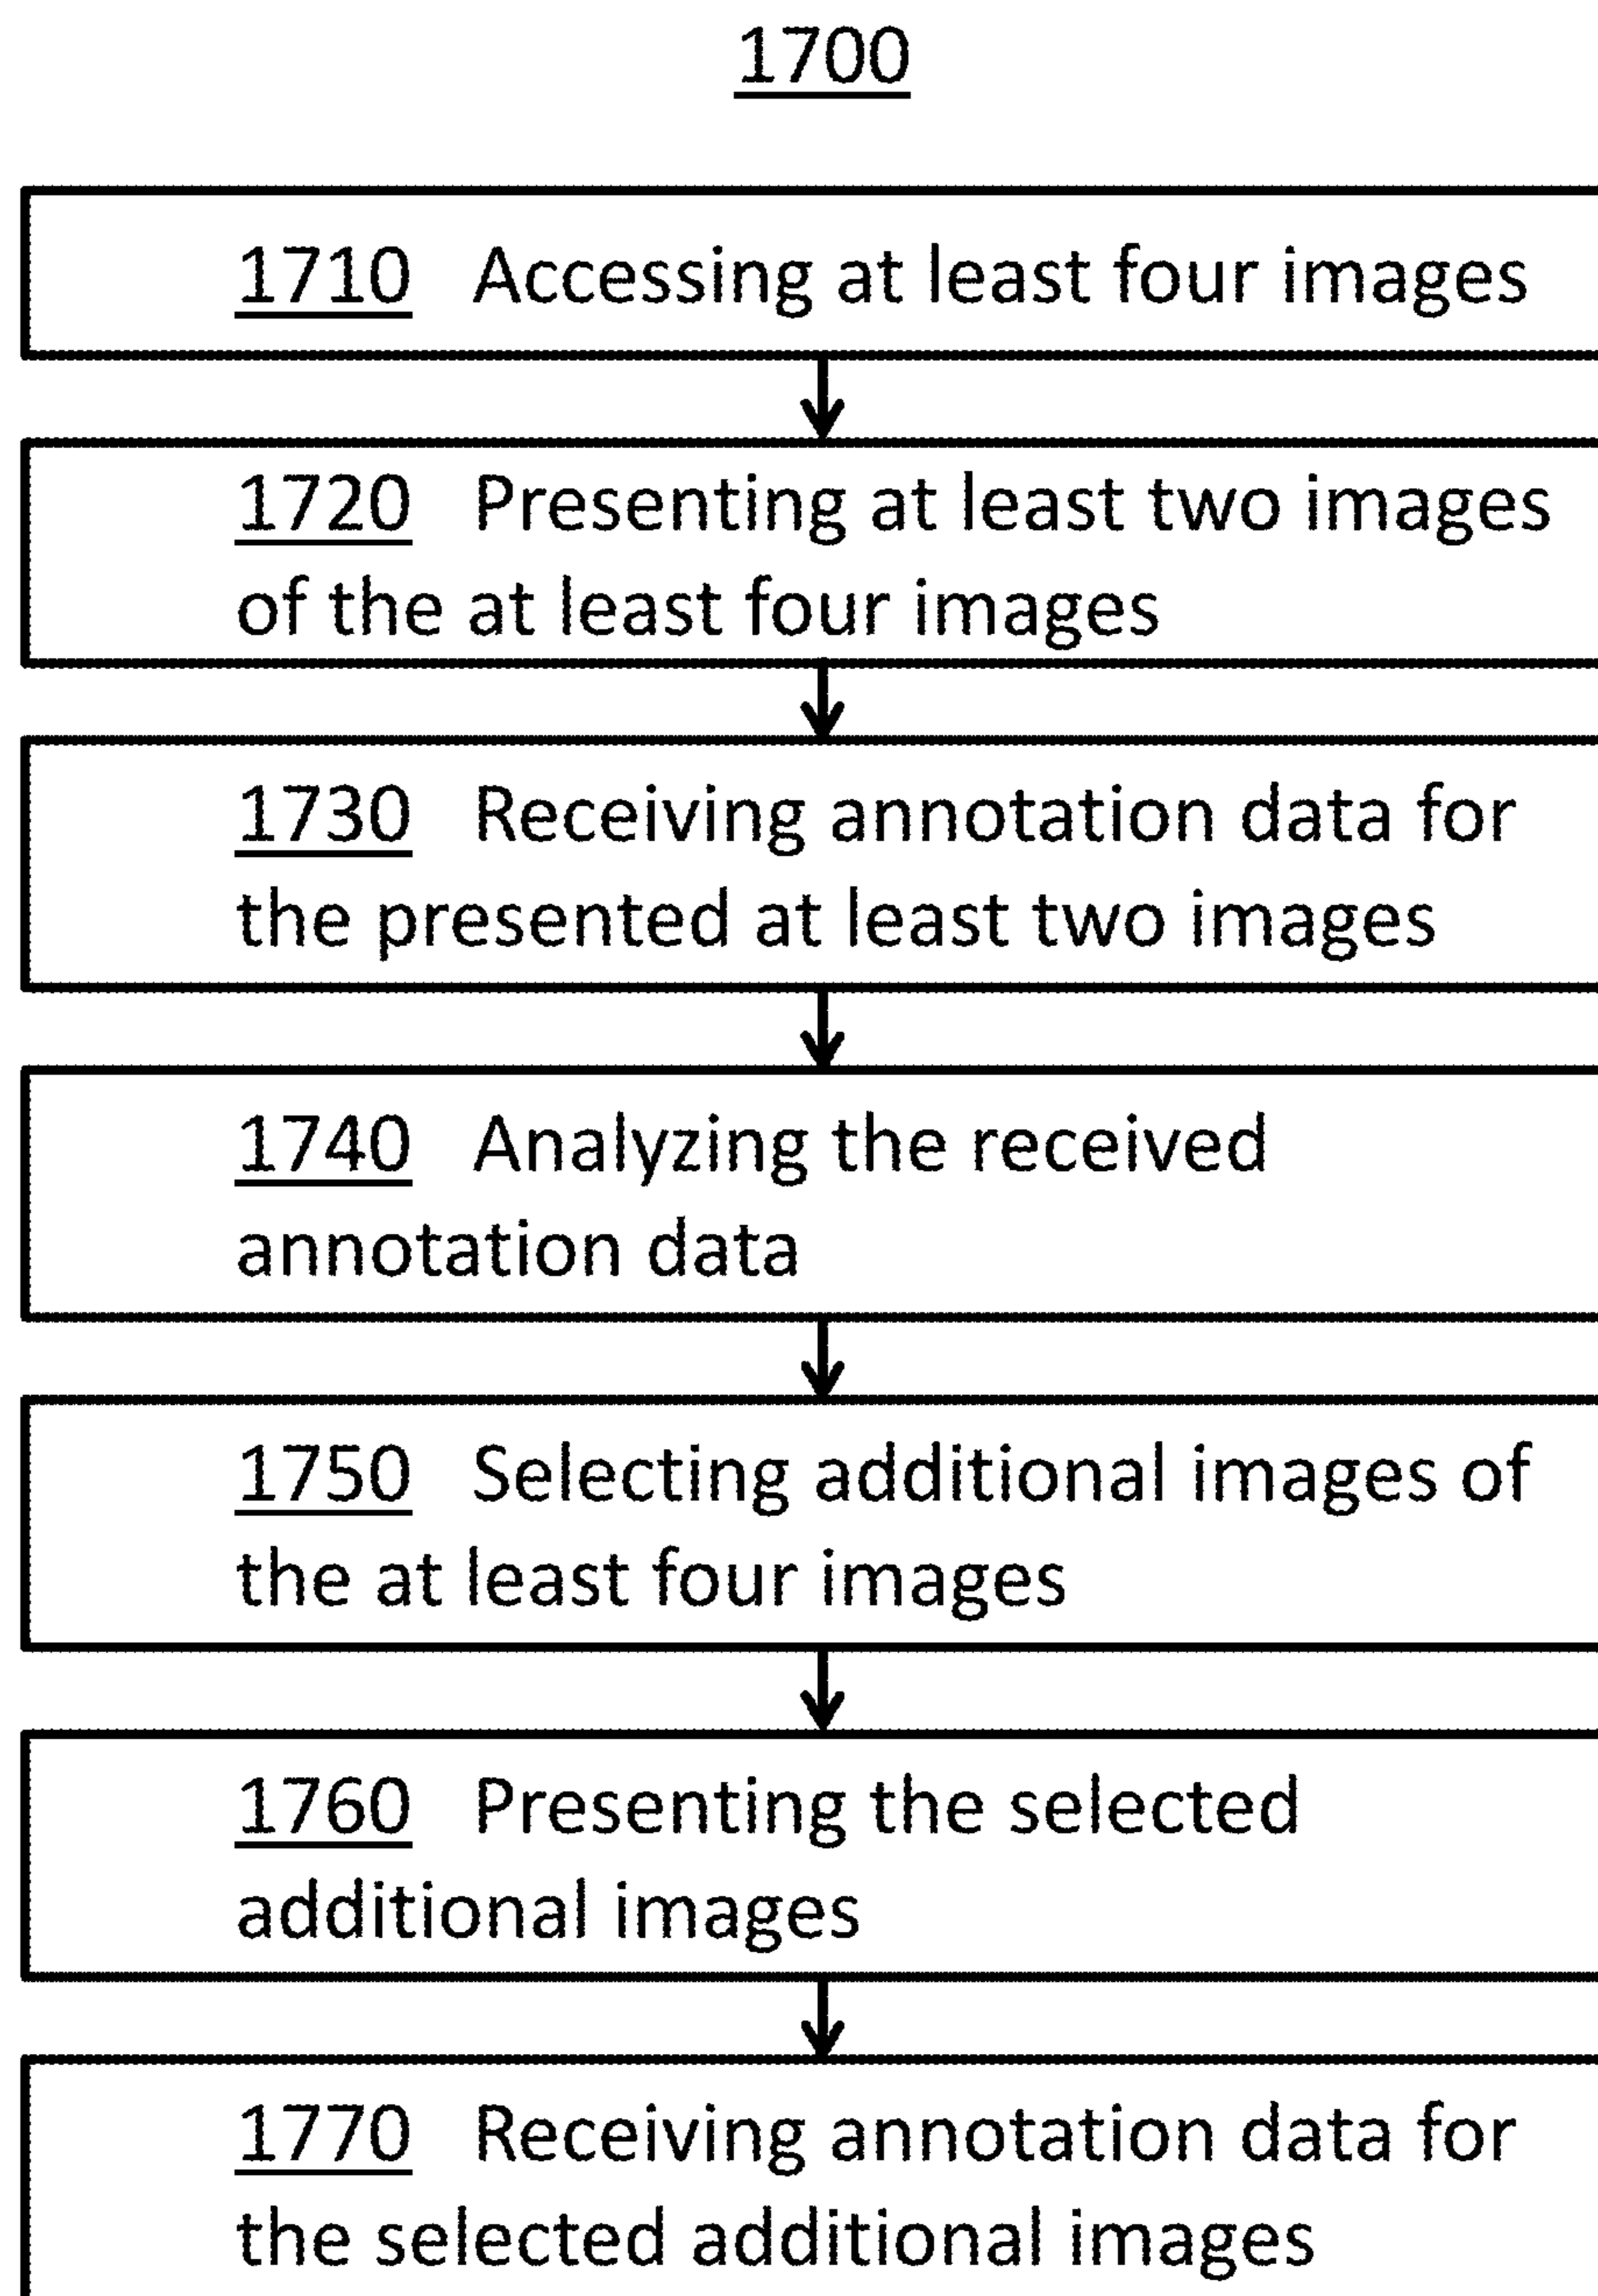 1700
1710 Accessing at least four images
1720 Presenting at least two images
of the at least four images
1730 Receiving annotation data for
the presented at least two images
1740 Analyzing the received
annotation data
1750 Selecting additional images of
the at least four images
1760 Presenting the selected
additional images
1770 Receiving annotation data for
the selected additional images